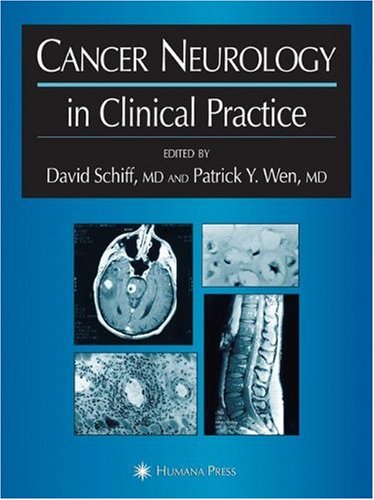 CANCER NEUROLOGY
in Clinical Practice
EDITED BY
David Schiff, MD AND Patrick Y. Wen, MD
HUMANA PRESS